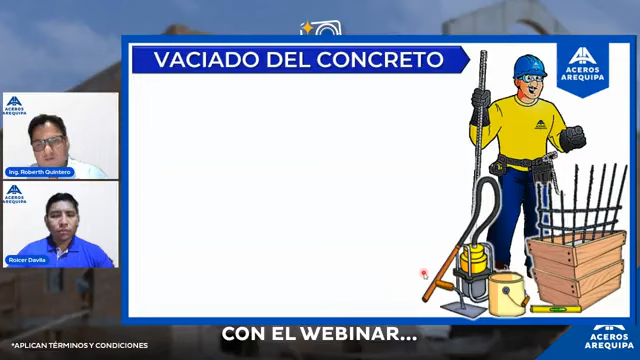 VACIADO DEL CONCRETO
ACEROS
AREQUIPA
ACEROS
AREQUIPA
Ing. Roberth Quintero
ACEROS
AREQUIPA
Roicer Davila
CON EL WEBINAR...
*APLICAN TÉRMINOS Y CONDICIONES
ACEROS
AREQUIPA